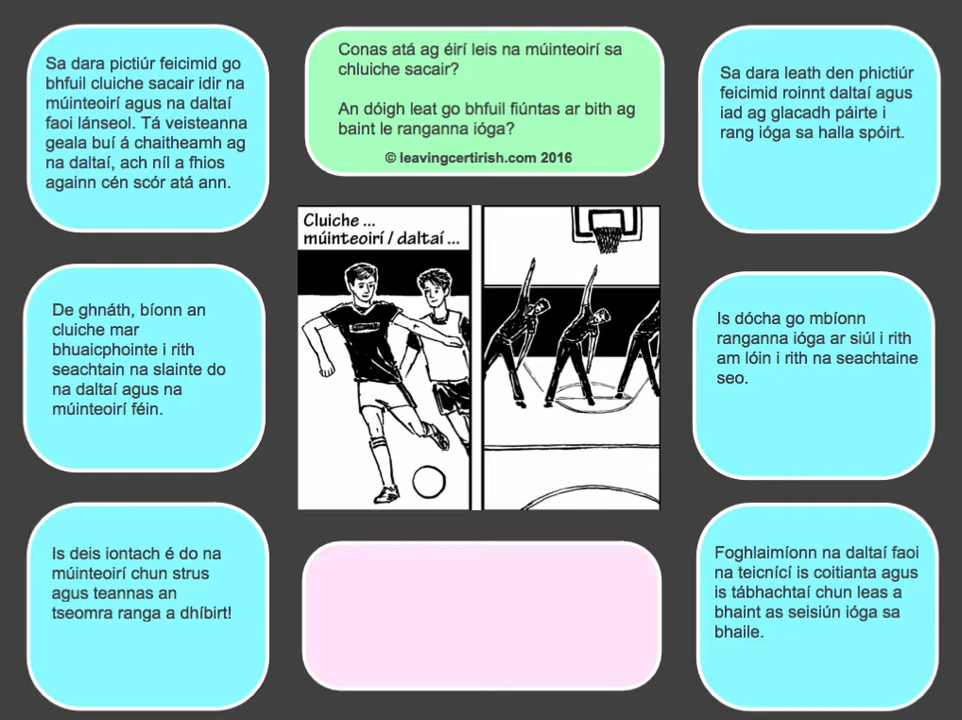 Sa dara pictiúr feicimid go
bhfuil cluiche sacair idir na
múinteoirí agus na daltaí
faoi lánseol. Tá veisteanna
geala buí á chaitheamh ag
na daltaí, ach níl a fhios
againn cén scór atá ann.
Conas atá ag éirí leis na múinteoirí sa
chluiche sacair?
An dóigh leat go bhfuil fiúntas ar bith ag
baint le ranganna ióga?
© leavingcertirish.com 2016
Sa dara leath den phictiúr
feicimid roinnt daltaí agus
iad ag glacadh páirte i
rang ióga sa halla spóirt.
Cluiche ...
múinteoirí / daltaí ...
De ghnáth, bíonn an
cluiche mar
bhuaicphointe i rith
seachtain na slainte do
na daltaí agus na
múinteoirí féin.
Is dócha go mbíonn
ranganna ióga ar siúl i rith
am lóin i rith na seachtaine
seo.
Is deis iontach é do na
múinteoirí chun strus
agus teannas an
tseomra ranga a dhíbirt!
Foghlaimíonn na daltaí faoi
na teicnící is coitianta agus
is tábhachtaí chun leas a
bhaint as seisiún ióga sa
bhaile.